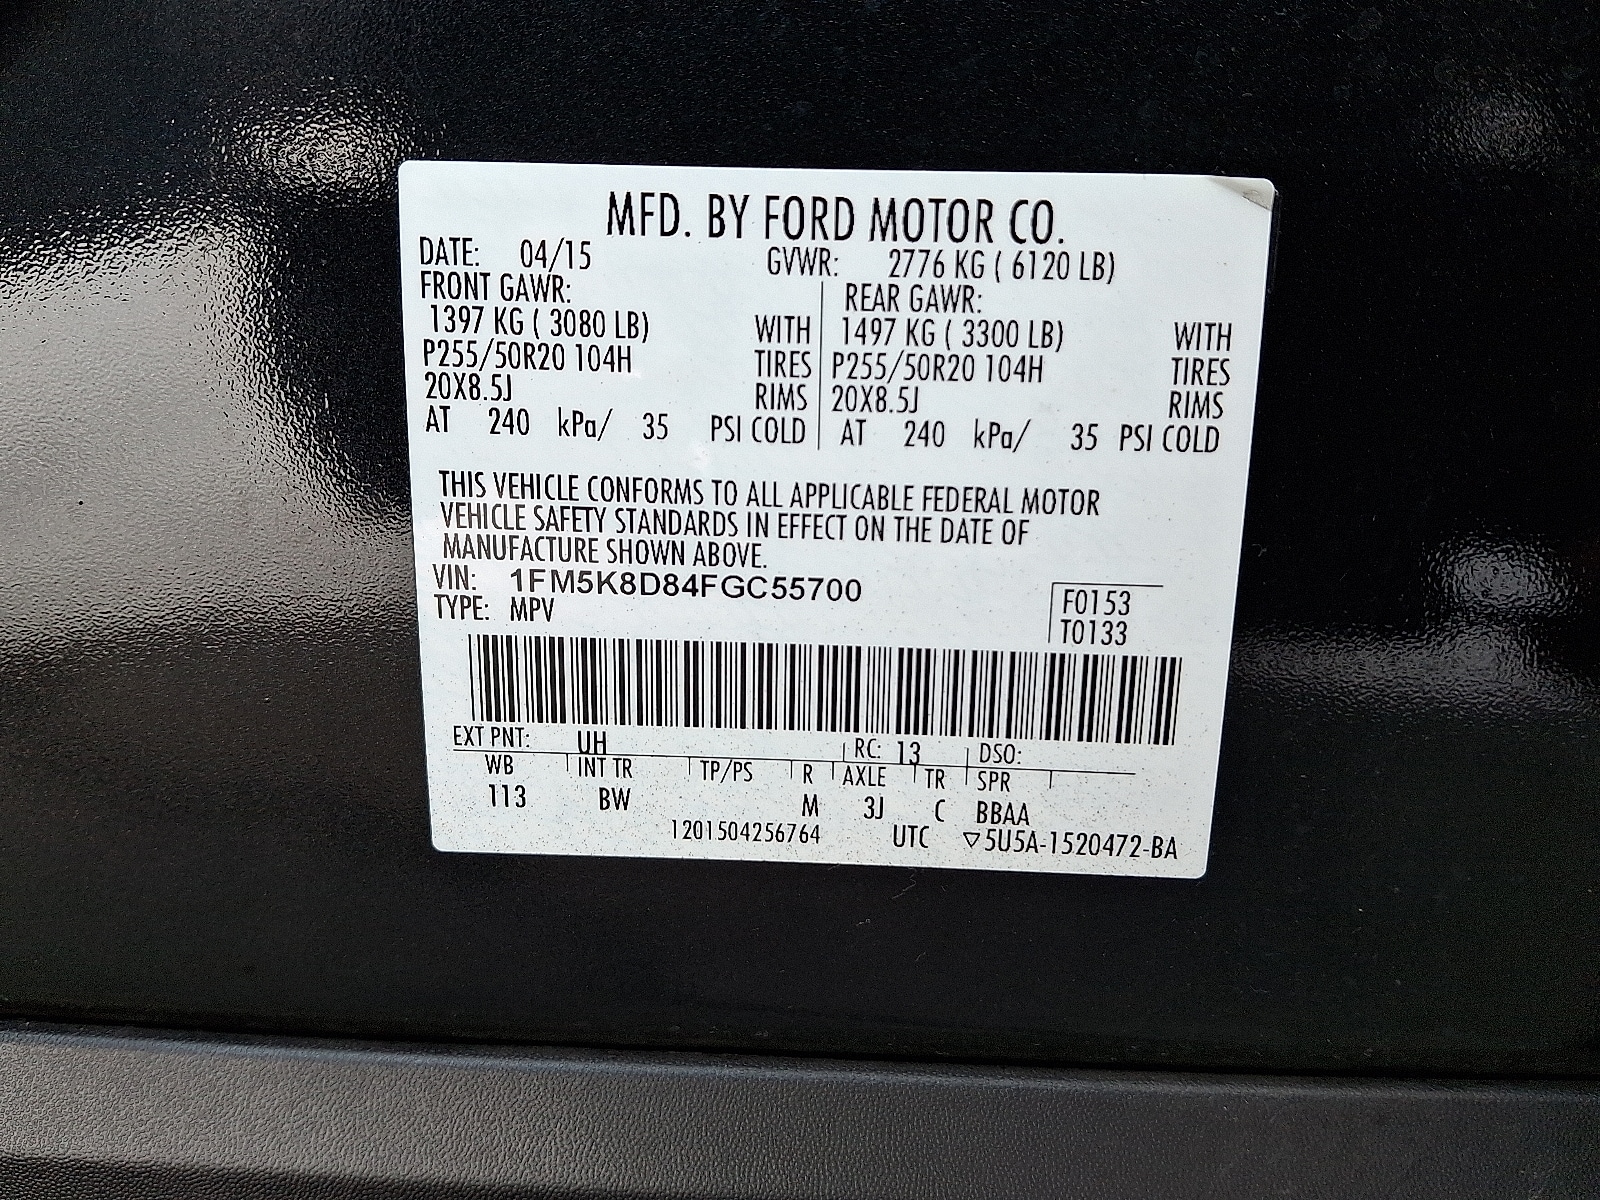 MFD. BY FORD MOTOR CO.
DATE: 04/15 GVWR: 2776 KG ( 6120 LB)
FRONT GAWR: REAR GAWR:
1397 KG ( 3080 LB) WITH 1497 KG ( 3300 LB) WITH
P255/50R20 104H TIRES P255/50R20 104H TIRES
20X8.5J RIMS 20X8.5J RIMS
AT 240 kPa/ 35 PSI COLD AT 240 kPa/ 35 PSI COLD
THIS VEHICLE CONFORMS TO ALL APPLICABLE FEDERAL MOTOR
VEHICLE SAFETY STANDARDS IN EFFECT ON THE DATE OF
MANUFACTURE SHOWN ABOVE.
VIN: 1FM5K8D84FGC55700
TYPE: MPV
F0153
T0133
EXT PNT: UH RC: 13 DSO:
WB INT TR TP/PS R AXLE TR SPR
113 BW M 3J C BBAA
1201504256764 UTC ▽5U5A-1520472-BA